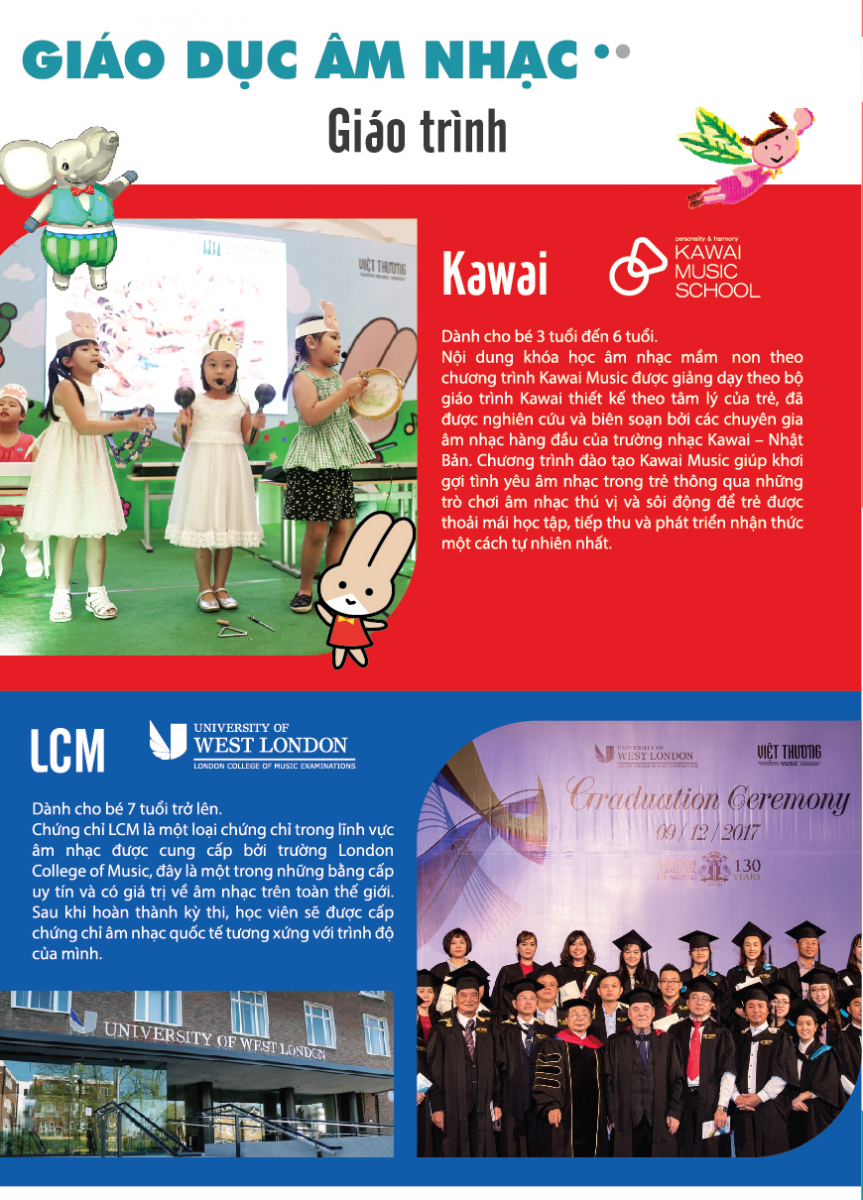 GIÁO DỤC ÂM NHẠC
Giáo trình
VIỆT THƯƠNG
Kawai
personality & harmony
KAWAI
MUSIC
SCHOOL
Dành cho bé 3 tuổi đến 6 tuổi.
Nội dung khóa học âm nhạc mầm non theo
chương trình Kawai Music được giảng dạy theo bộ
giáo trình Kawai thiết kế theo tâm lý của trẻ, đã
được nghiên cứu và biên soạn bởi các chuyên gia
âm nhạc hàng đầu của trường nhạc Kawai – Nhật
Bản. Chương trình đào tạo Kawai Music giúp khơi
gợi tình yêu âm nhạc trong trẻ thông qua những
trò chơi âm nhạc thú vị và sôi động để trẻ được
thoải mái học tập, tiếp thu và phát triển nhận thức
một cách tự nhiên nhất.
LCM
UNIVERSITY OF
WEST LONDON
LONDON COLLEGE OF MUSIC EXAMINATIONS
Dành cho bé 7 tuổi trở lên.
Chứng chỉ LCM là một loại chứng chỉ trong lĩnh vực
âm nhạc được cung cấp bởi trường London
College of Music, đây là một trong những bằng cấp
uy tín và có giá trị về âm nhạc trên toàn thế giới.
Sau khi hoàn thành kỳ thi, học viên sẽ được cấp
chứng chỉ âm nhạc quốc tế tương xứng với trình độ
của mình.
UNIVERSITY OF WEST LONDON
UNIVERSITY OF
WEST LONDON
VIỆT THƯƠNG
MUSIC
Graduation Ceremony
09/12/2017
LONDON
COLLEGE
OF MUSIC
130
YEARS